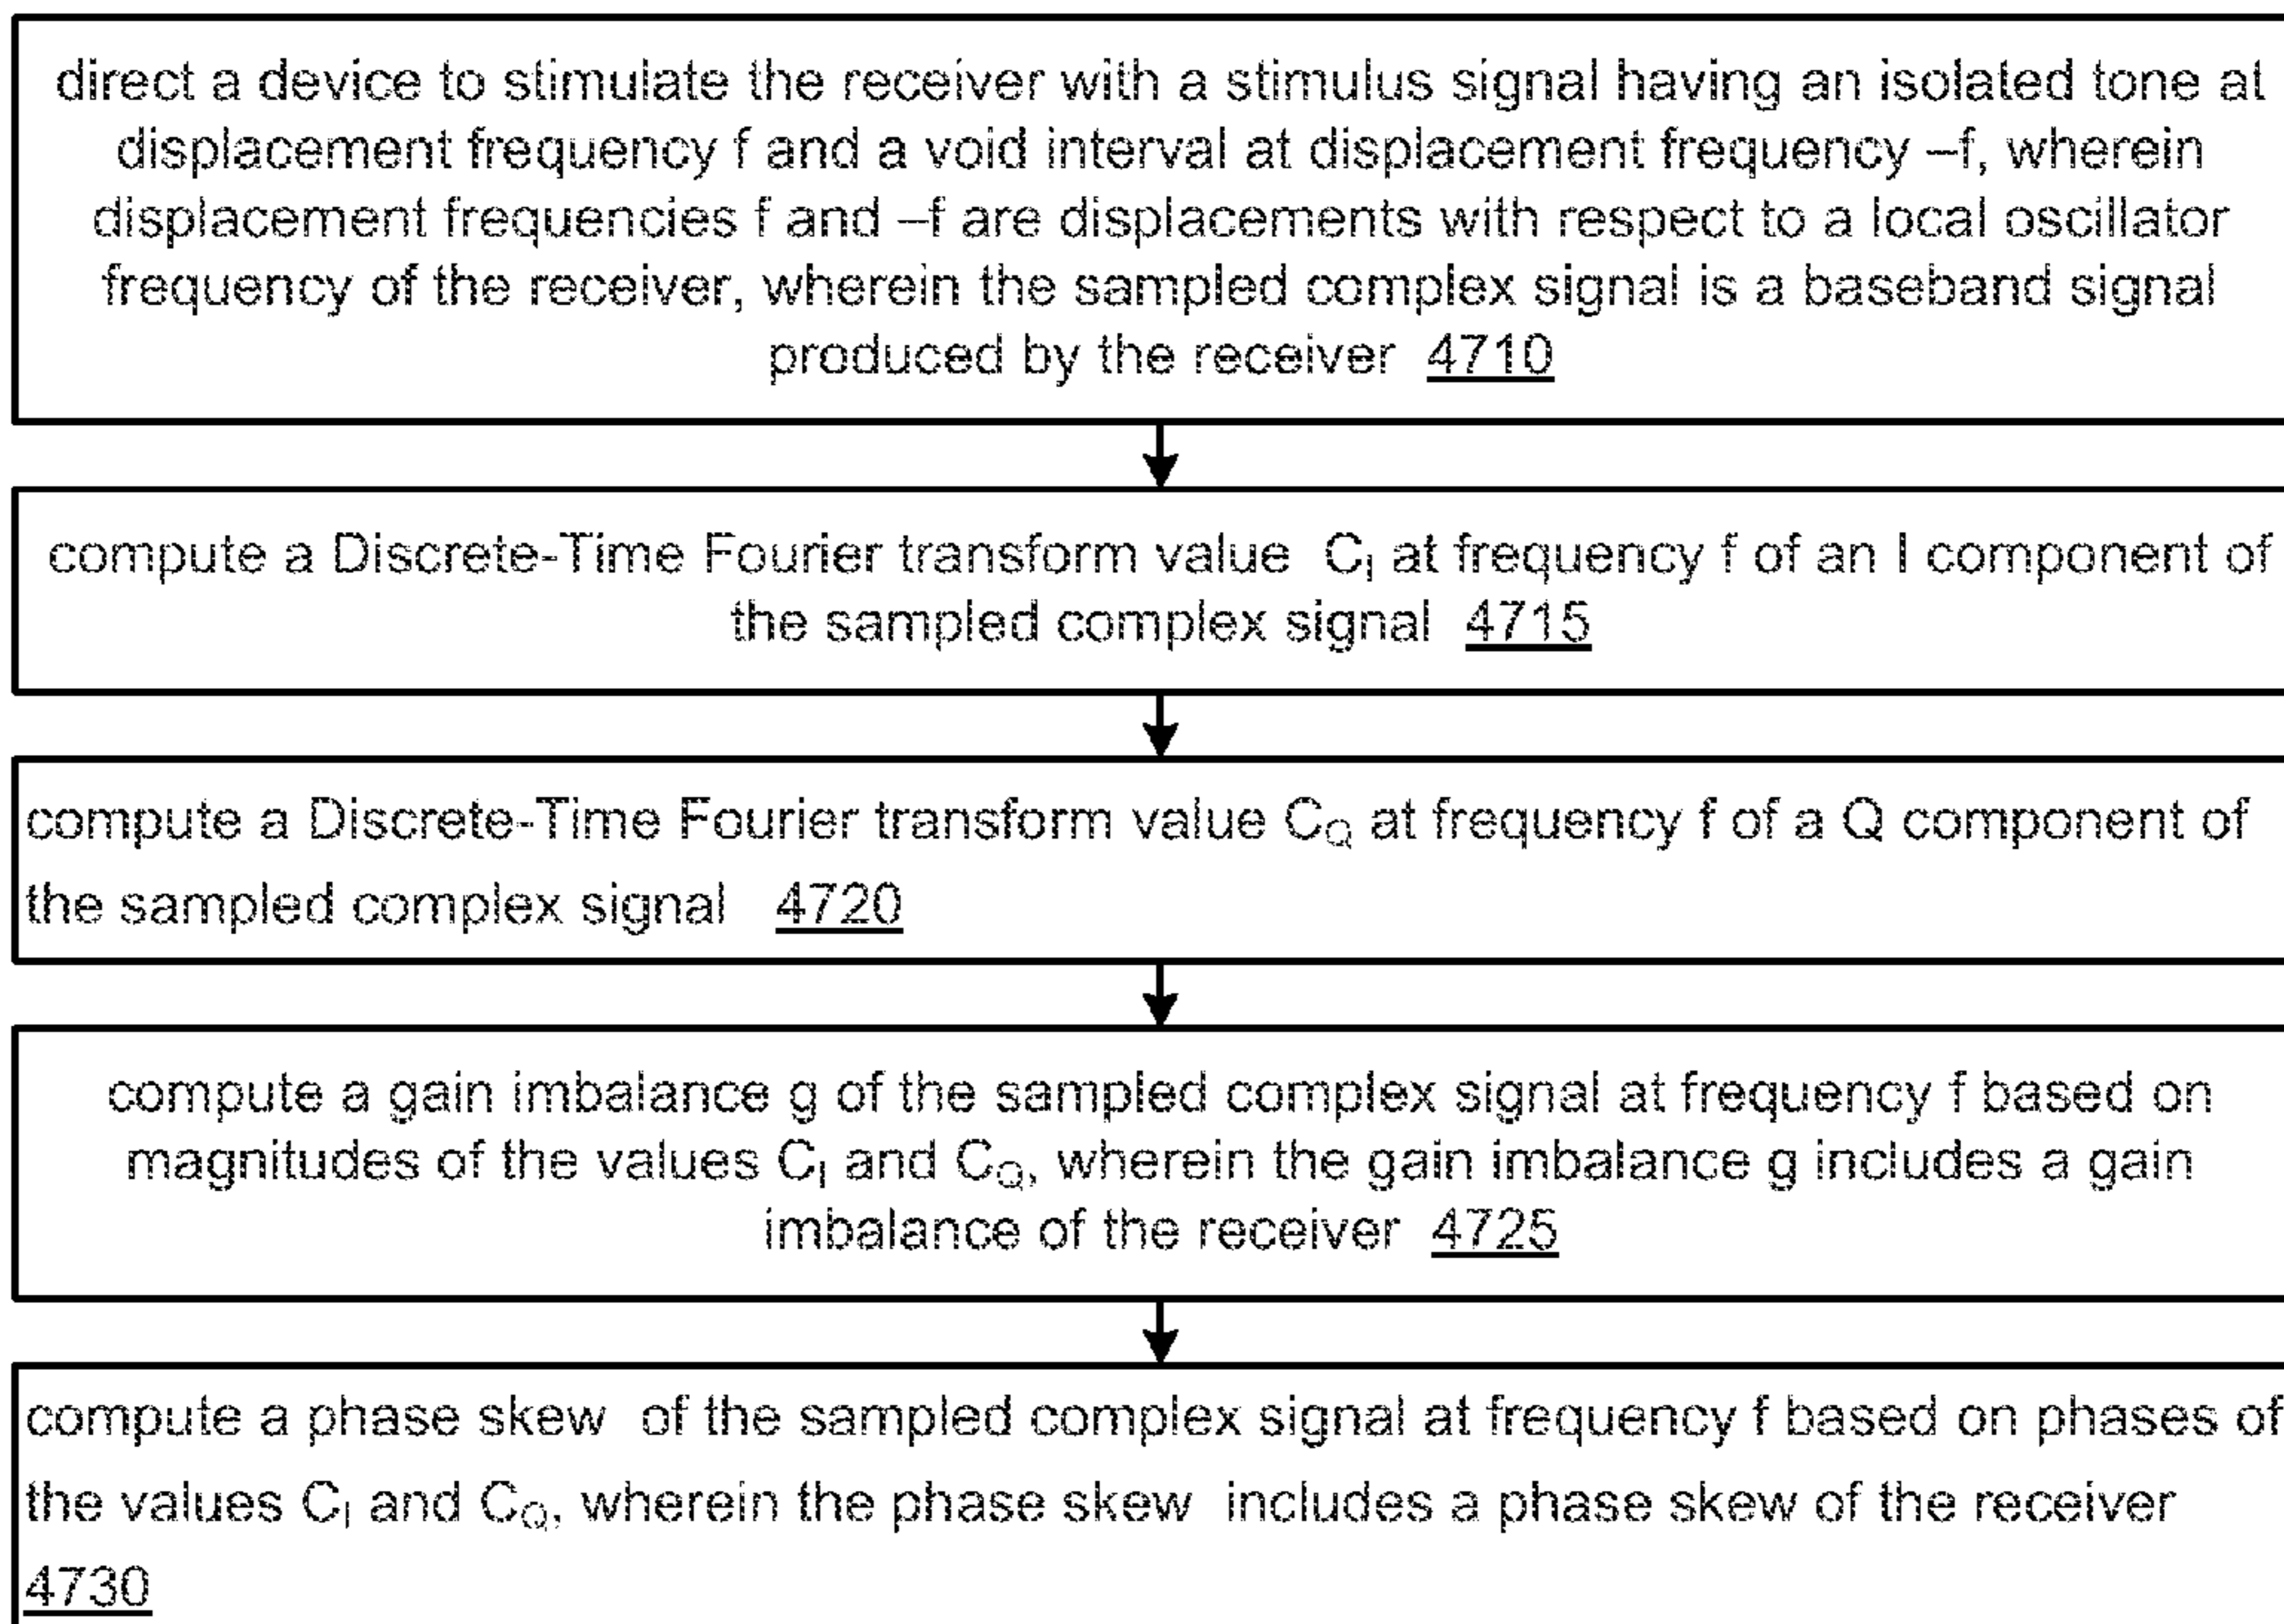 direct a device to stimulate the receiver with a stimulus signal having an isolated tone at
displacement frequency f and a void interval at displacement frequency –f, wherein
displacement frequencies f and –f are displacements with respect to a local oscillator
frequency of the receiver, wherein the sampled complex signal is a baseband signal
produced by the receiver 4710
compute a Discrete-Time Fourier transform value C_I at frequency f of an I component of
the sampled complex signal 4715
compute a Discrete-Time Fourier transform value C_Q at frequency f of a Q component of
the sampled complex signal 4720
compute a gain imbalance g of the sampled complex signal at frequency f based on
magnitudes of the values C_I and C_Q, wherein the gain imbalance g includes a gain
imbalance of the receiver 4725
compute a phase skew of the sampled complex signal at frequency f based on phases of
the values C_I and C_Q, wherein the phase skew includes a phase skew of the receiver
4730